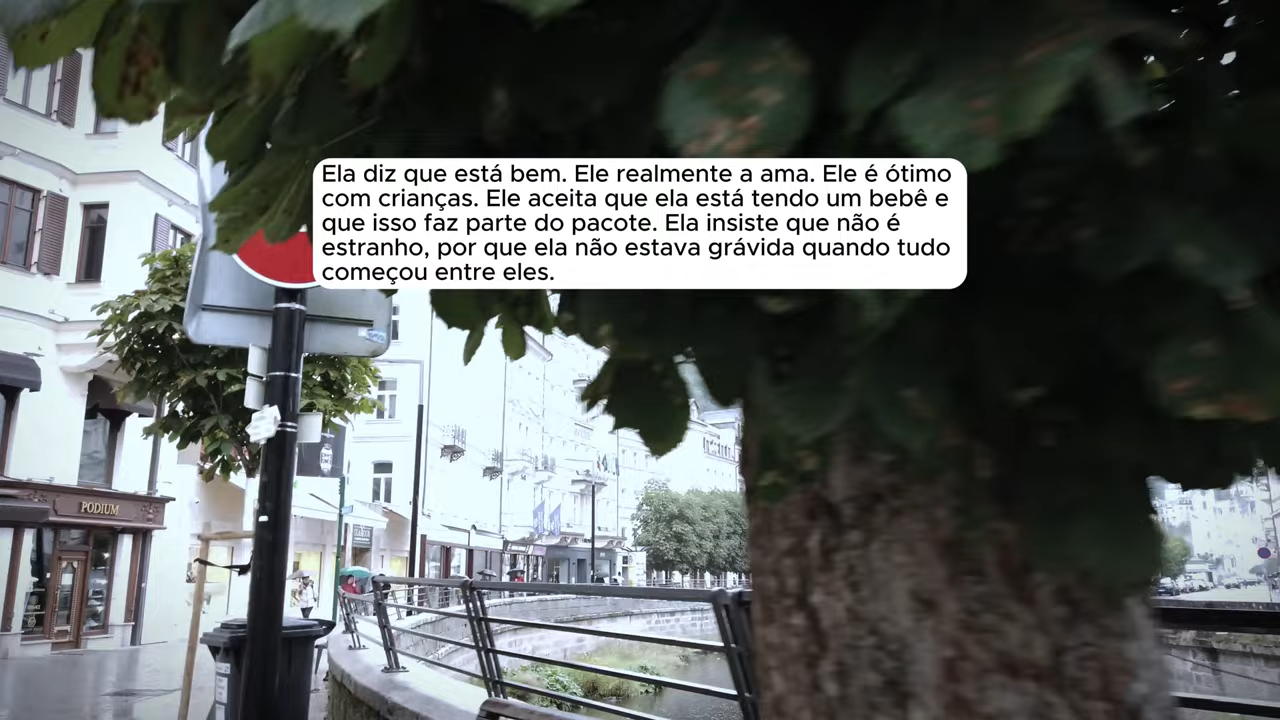 Ela diz que está bem. Ele realmente a ama. Ele é ótimo
com crianças. Ele aceita que ela está tendo um bebê e
que isso faz parte do pacote. Ela insiste que não é
estranho, por que ela não estava grávida quando tudo
começou entre eles.
PODIUM